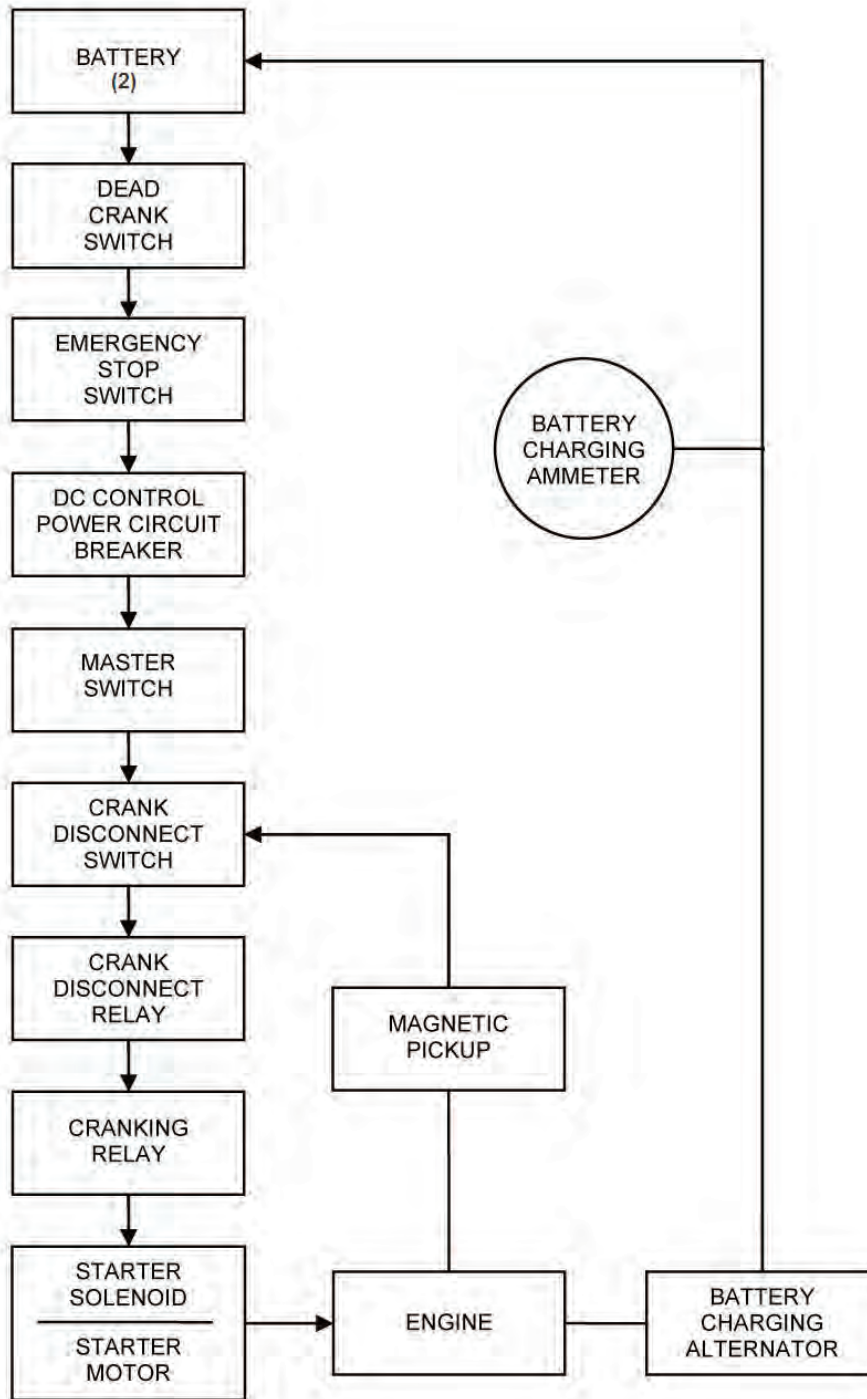 BATTERY
(2)
DEAD
CRANK
SWITCH
EMERGENCY
STOP
SWITCH
BATTERY
CHARGING
AMMETER
DC CONTROL
POWER CIRCUIT
BREAKER
MASTER
SWITCH
CRANK
DISCONNECT
SWITCH
CRANK
DISCONNECT
RELAY
MAGNETIC
PICKUP
CRANKING
RELAY
STARTER
SOLENOID
STARTER
MOTOR
ENGINE
BATTERY
CHARGING
ALTERNATOR